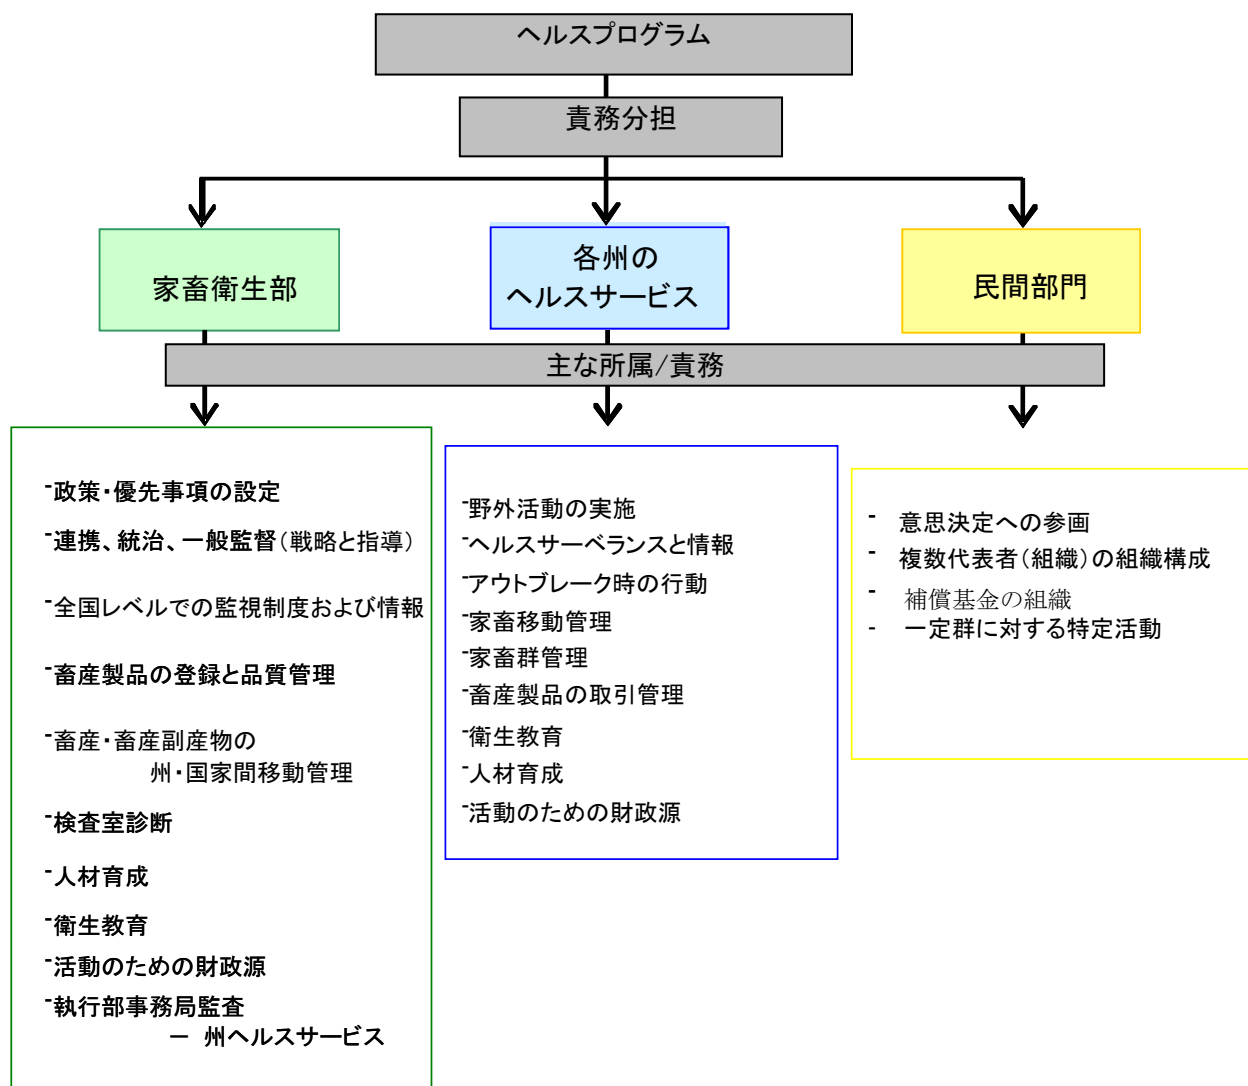 ヘルスプログラム
責務分担
家畜衛生部
各州の
ヘルスサービス
民間部門
主な所属/責務
-政策・優先事項の設定
-連携、統治、一般監督(戦略と指導)
-全国レベルでの監視制度および情報
-畜産製品の登録と品質管理
-畜産・畜産副産物の
州・国家間移動管理
-検査室診断
-人材育成
-衛生教育
-活動のための財政源
-執行部事務局監査
－ 州ヘルスサービス
-野外活動の実施
-ヘルスサーベランスと情報
-アウトブレーク時の行動
-家畜移動管理
-家畜群管理
-畜産製品の取引管理
-衛生教育
-人材育成
-活動のための財政源
- 意思決定への参画
- 複数代表者(組織)の組織構成
- 補償基金の組織
- 一定群に対する特定活動